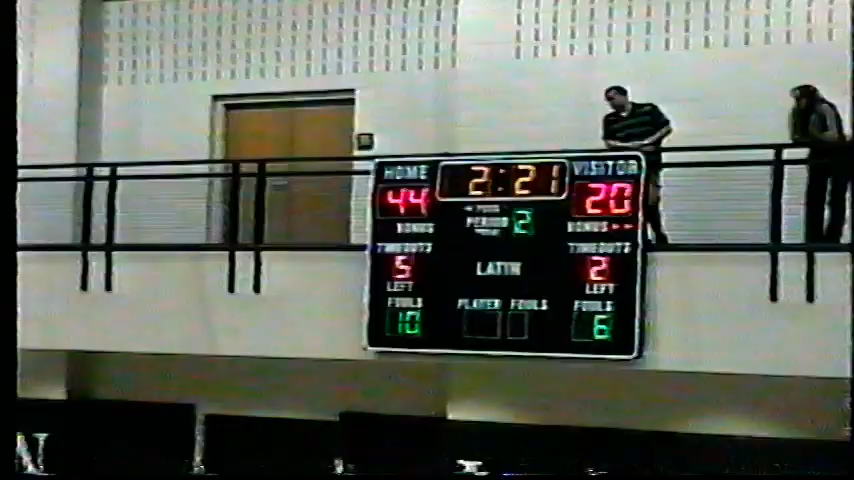 HOME 2:21 VISITOR
44 20
BONUS PERIOD 2 BONUS
TIMEOUTS TIMEOUTS
5 LATIN 2
LEFT LEFT
FOULS PLAYER FOULS FOULS
10 6
N